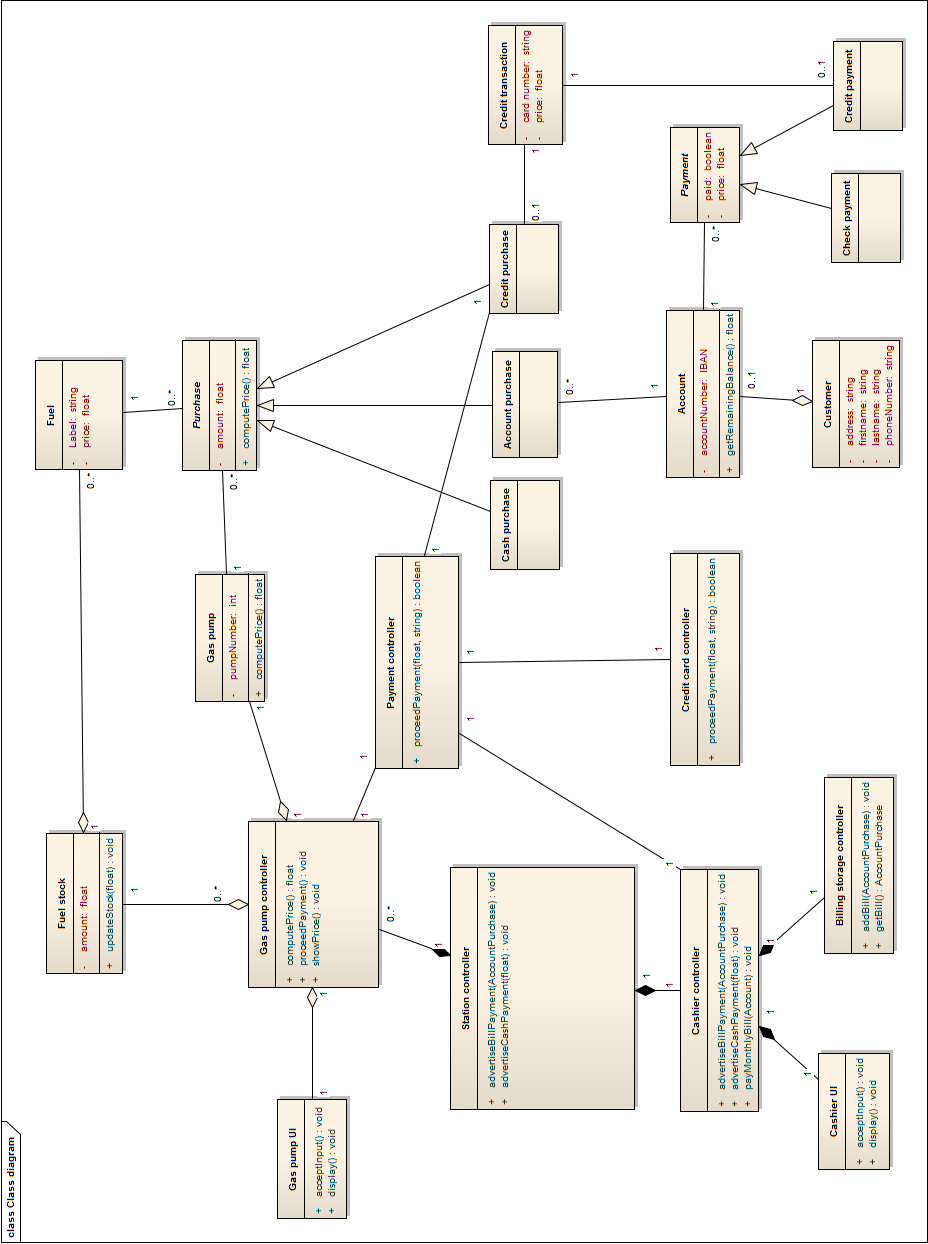 class Class diagram
Fuel
- Label: string
- price: float
Fuel stock
- amount: float
+ updateStock(float) : void
1
0..*
1
1
0..*
Purchase
- amount: float
+ computePrice() : float
0..*
Gas pump
- pumpNumber: int
+ computePrice() : float
1
1
0..*
Gas pump controller
+ computePrice() : float
+ proceedPayment() : void
+ showPrice() : void
1
1
1
0..*
Gas pump UI
+ acceptInput() : void
+ display() : void
1
1
Payment controller
+ proceedPayment(float, string) : boolean
1
1
1
1
1
Station controller
+ advertiseBillPayment(AccountPurchase) : void
+ advertiseCashPayment(float) : void
1
1
Cash purchase
Account purchase
0..*
Credit purchase
0..1
Credit transaction
- card number: string
- price: float
1
1
Credit card controller
+ proceedPayment(float, string) : boolean
1
Account
- accountNumber: IBAN
+ getRemainingBalance() : float
1
1
0..1
Payment
- paid: boolean
- price: float
0..*
Cashier controller
+ advertiseBillPayment(AccountPurchase) : void
+ advertiseCashPayment(float) : void
+ payMonthlyBill(Account) : void
1
1
1
1
Cashier UI
+ acceptInput() : void
+ display() : void
1
Billing storage controller
+ addBill(AccountPurchase) : void
+ getBill() : AccountPurchase
1
Customer
- address: string
- firstname: string
- lastname: string
- phoneNumber: string
1
Check payment
Credit payment
0..1